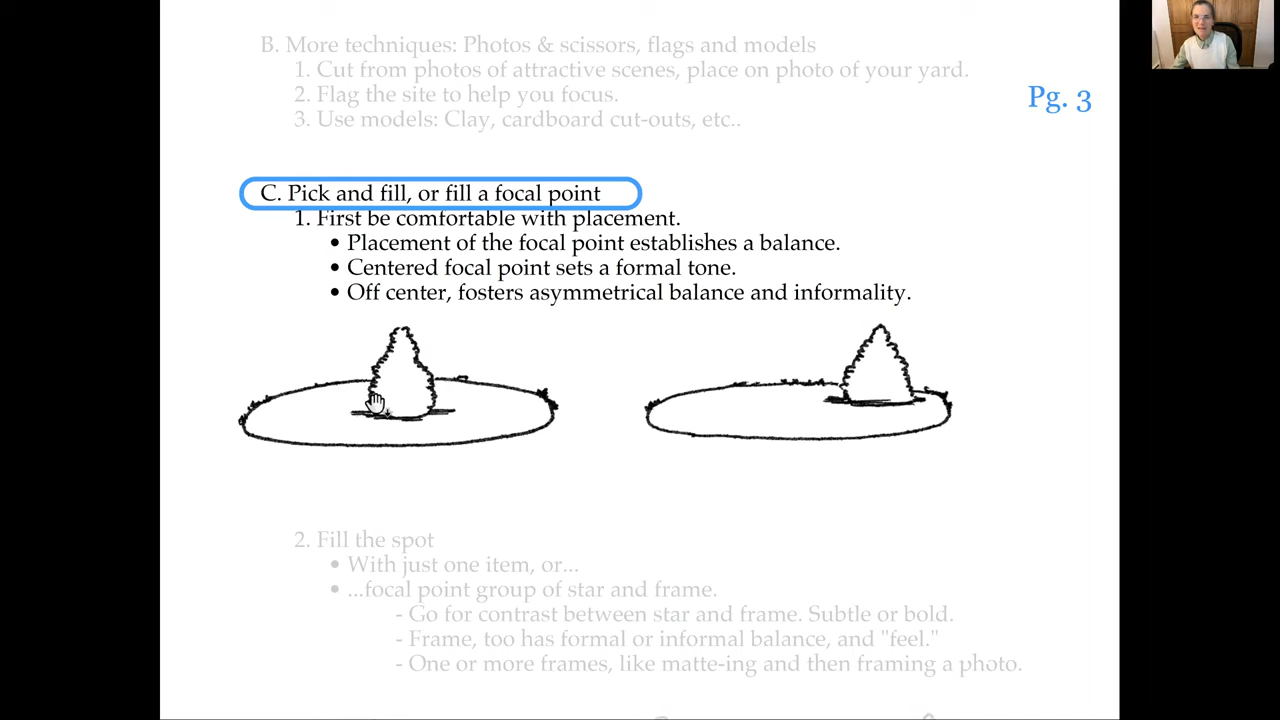 B. More techniques: Photos & scissors, flags and models
1. Cut from photos of attractive scenes, place on photo of your yard.
2. Flag the site to help you focus.
3. Use models: Clay, cardboard cut-outs, etc..
Pg. 3
C. Pick and fill, or fill a focal point
1. First be comfortable with placement.
• Placement of the focal point establishes a balance.
• Centered focal point sets a formal tone.
• Off center, fosters asymmetrical balance and informality.
2. Fill the spot
• With just one item, or...
• ...focal point group of star and frame.
- Go for contrast between star and frame. Subtle or bold.
- Frame, too has formal or informal balance, and "feel."
- One or more frames, like matte-ing and then framing a photo.